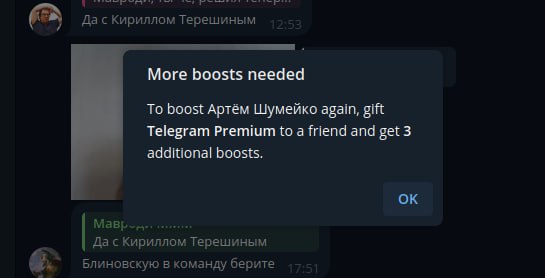 Мавроди, ты че, решил тепер...
Да с Кириллом Терешиным
12:53
More boosts needed
To boost Артём Шумейко again, gift
Telegram Premium to a friend and get 3
additional boosts.
OK
Да с Кириллом Терешиным
Блиновскую в команду берите
17:51